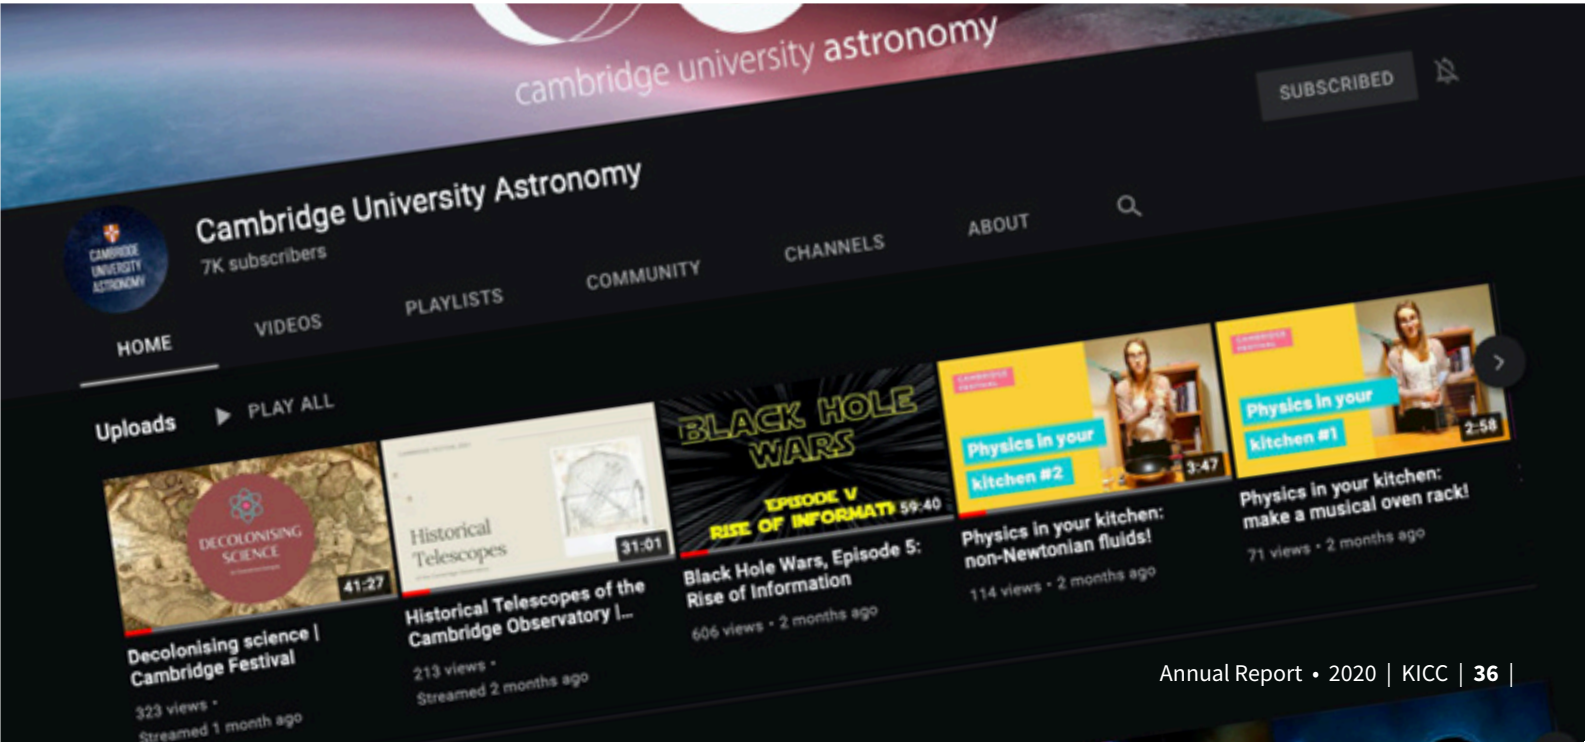 cambridge university astronomy
SUBSCRIBED
CAMBRIDGE
UNIVERSITY
ASTRONOMY
Cambridge University Astronomy
7K subscribers
HOME
VIDEOS
PLAYLISTS
COMMUNITY
CHANNELS
ABOUT
Uploads
PLAY ALL
DECOLONISING
SCIENCE
41:27
Decolonising science |
Cambridge Festival
323 views •
Streamed 1 month ago
Historical
Telescopes
31:01
Historical Telescopes of the
Cambridge Observatory |...
213 views •
Streamed 2 months ago
BLACK HOLE
WARS
EPISODE V
RISE OF INFORMATI
59:40
Black Hole Wars, Episode 5:
Rise of Information
606 views • 2 months ago
CAMBRIDGE
FESTIVAL
Physics in your
kitchen #2
3:47
Physics in your kitchen:
non-Newtonian fluids!
114 views • 2 months ago
CAMBRIDGE
FESTIVAL
Physics in your
kitchen #1
2:58
Physics in your kitchen:
make a musical oven rack!
71 views • 2 months ago
Annual Report • 2020 | KICC | 36 |